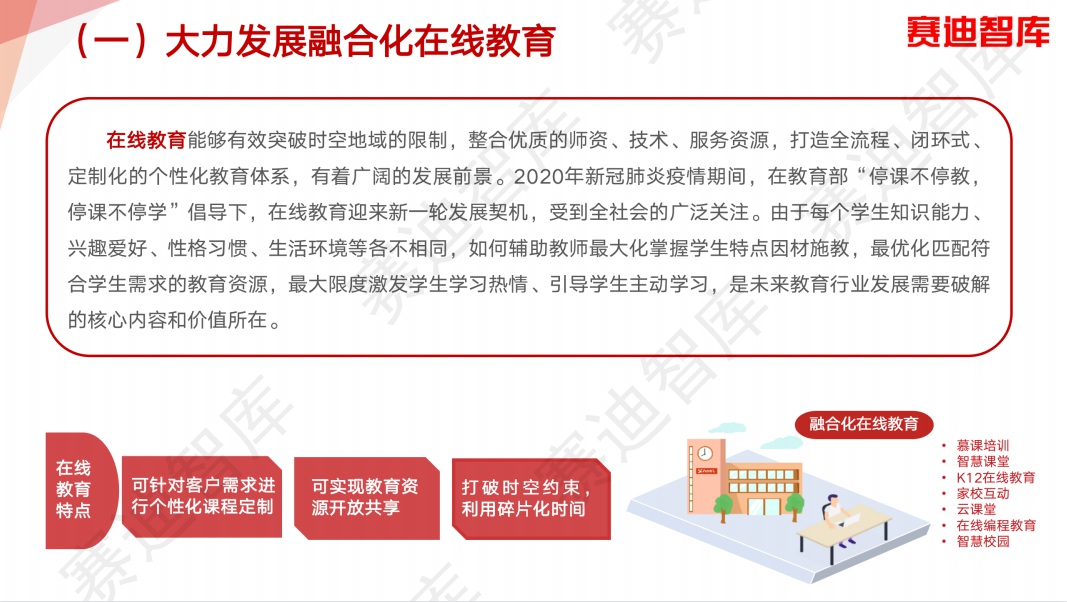 （一）大力发展融合化在线教育
赛迪智库
在线教育能够有效突破时空地域的限制，整合优质的师资、技术、服务资源，打造全流程、闭环式、
定制化的个性化教育体系，有着广阔的发展前景。2020年新冠肺炎疫情期间，在教育部“停课不停教，
停课不停学”倡导下，在线教育迎来新一轮发展契机，受到全社会的广泛关注。由于每个学生知识能力、
兴趣爱好、性格习惯、生活环境等各不相同，如何辅助教师最大化掌握学生特点因材施教，最优化匹配符
合学生需求的教育资源，最大限度激发学生学习热情、引导学生主动学习，是未来教育行业发展需要破解
的核心内容和价值所在。
在线
教育
特点
可针对客户需求进
行个性化课程定制
可实现教育资
源开放共享
打破时空约束，
利用碎片化时间
融合化在线教育
• 慕课培训
• 智慧课堂
• K12在线教育
• 家校互动
• 云课堂
• 在线编程教育
• 智慧校园
赛迪智库
赛迪智库
赛迪智库
赛迪智库